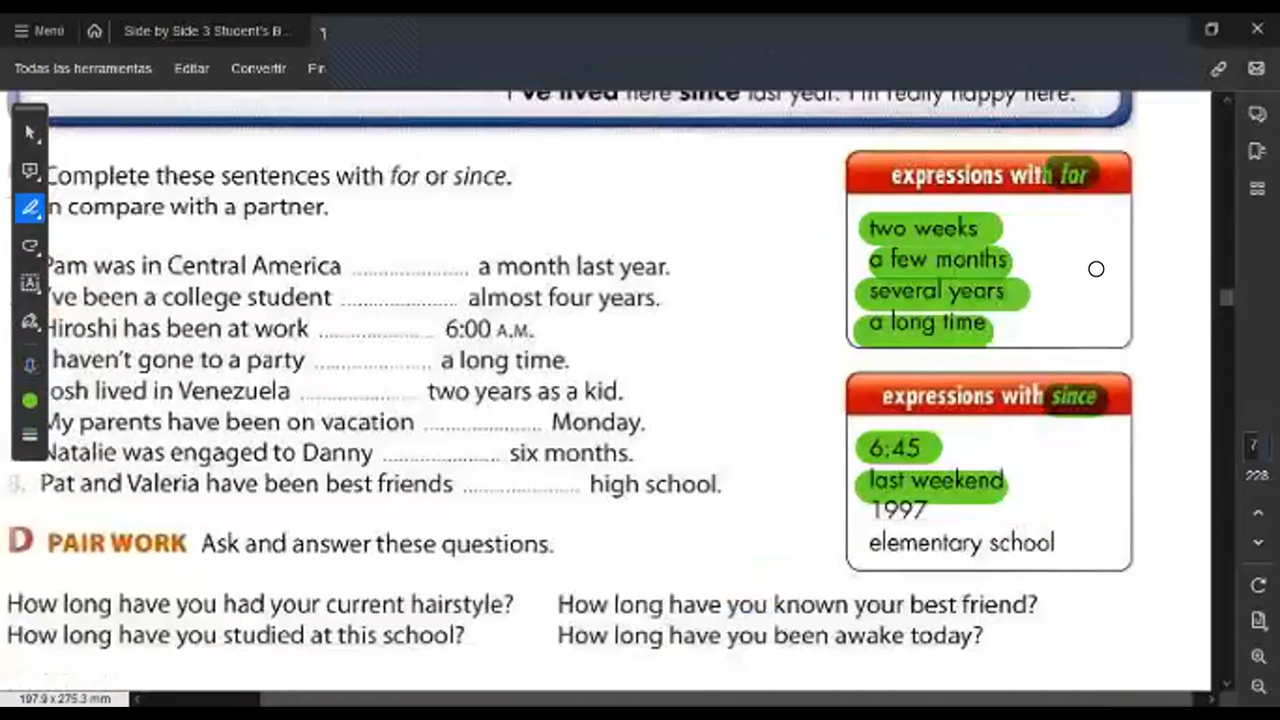 Menú
Side by Side 3 Student's B...
Todas las herramientas Editar Convertir Fir
I've lived here since last year. I'm really happy here.
Complete these sentences with for or since.
n compare with a partner.
Pam was in Central America .................... a month last year.
've been a college student .................... almost four years.
Hiroshi has been at work .................... 6:00 A.M.
haven't gone to a party .................... a long time.
osh lived in Venezuela .................... two years as a kid.
My parents have been on vacation .................... Monday.
Natalie was engaged to Danny .................... six months.
8. Pat and Valeria have been best friends .................... high school.
expressions with for
two weeks
a few months
several years
a long time
expressions with since
6:45
last weekend
1997
elementary school
D PAIR WORK Ask and answer these questions.
How long have you had your current hairstyle? How long have you known your best friend?
How long have you studied at this school? How long have you been awake today?
7
228
197.9 x 275.3 mm